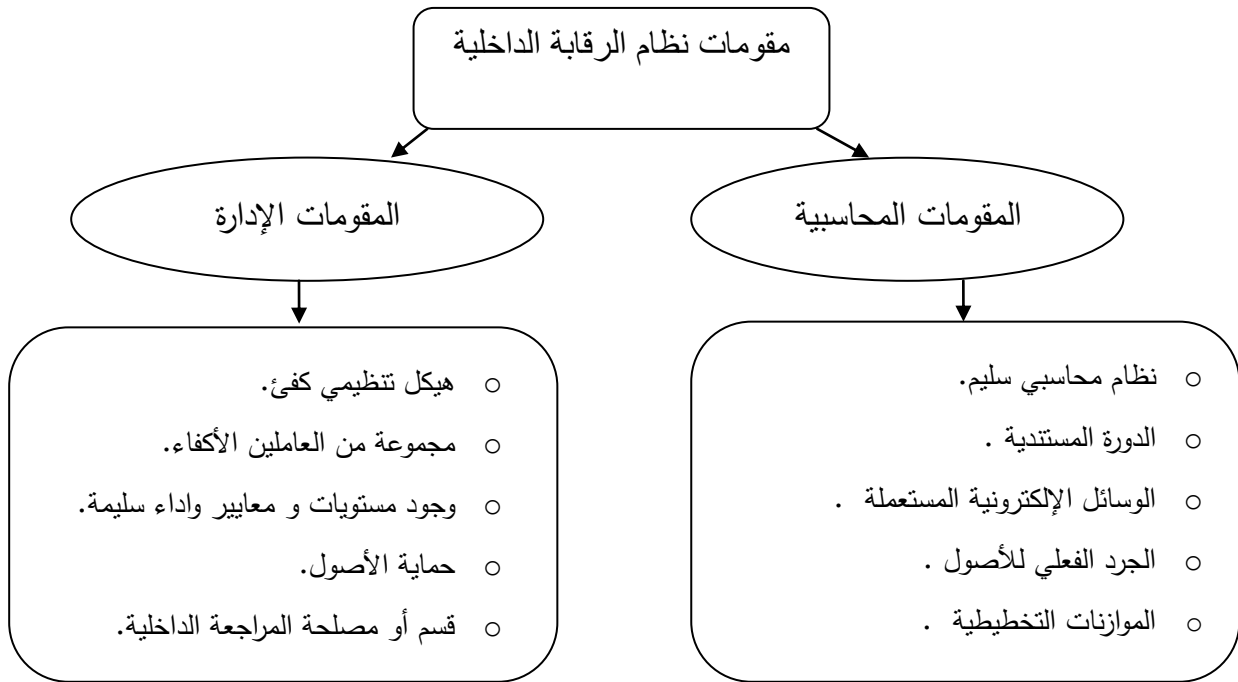 مقومات نظام الرقابة الداخلية
المقومات المحاسبية
المقومات الإدارة
نظام محاسبي سليم.
الدورة المستندية .
الوسائل الإلكترونية المستعملة .
الجرد الفعلي للأصول .
الموازنات التخطيطية .
هيكل تنظيمي كفئ.
مجموعة من العاملين الأكفاء.
وجود مستويات و معايير واداء سليمة.
حماية الأصول.
قسم أو مصلحة المراجعة الداخلية.